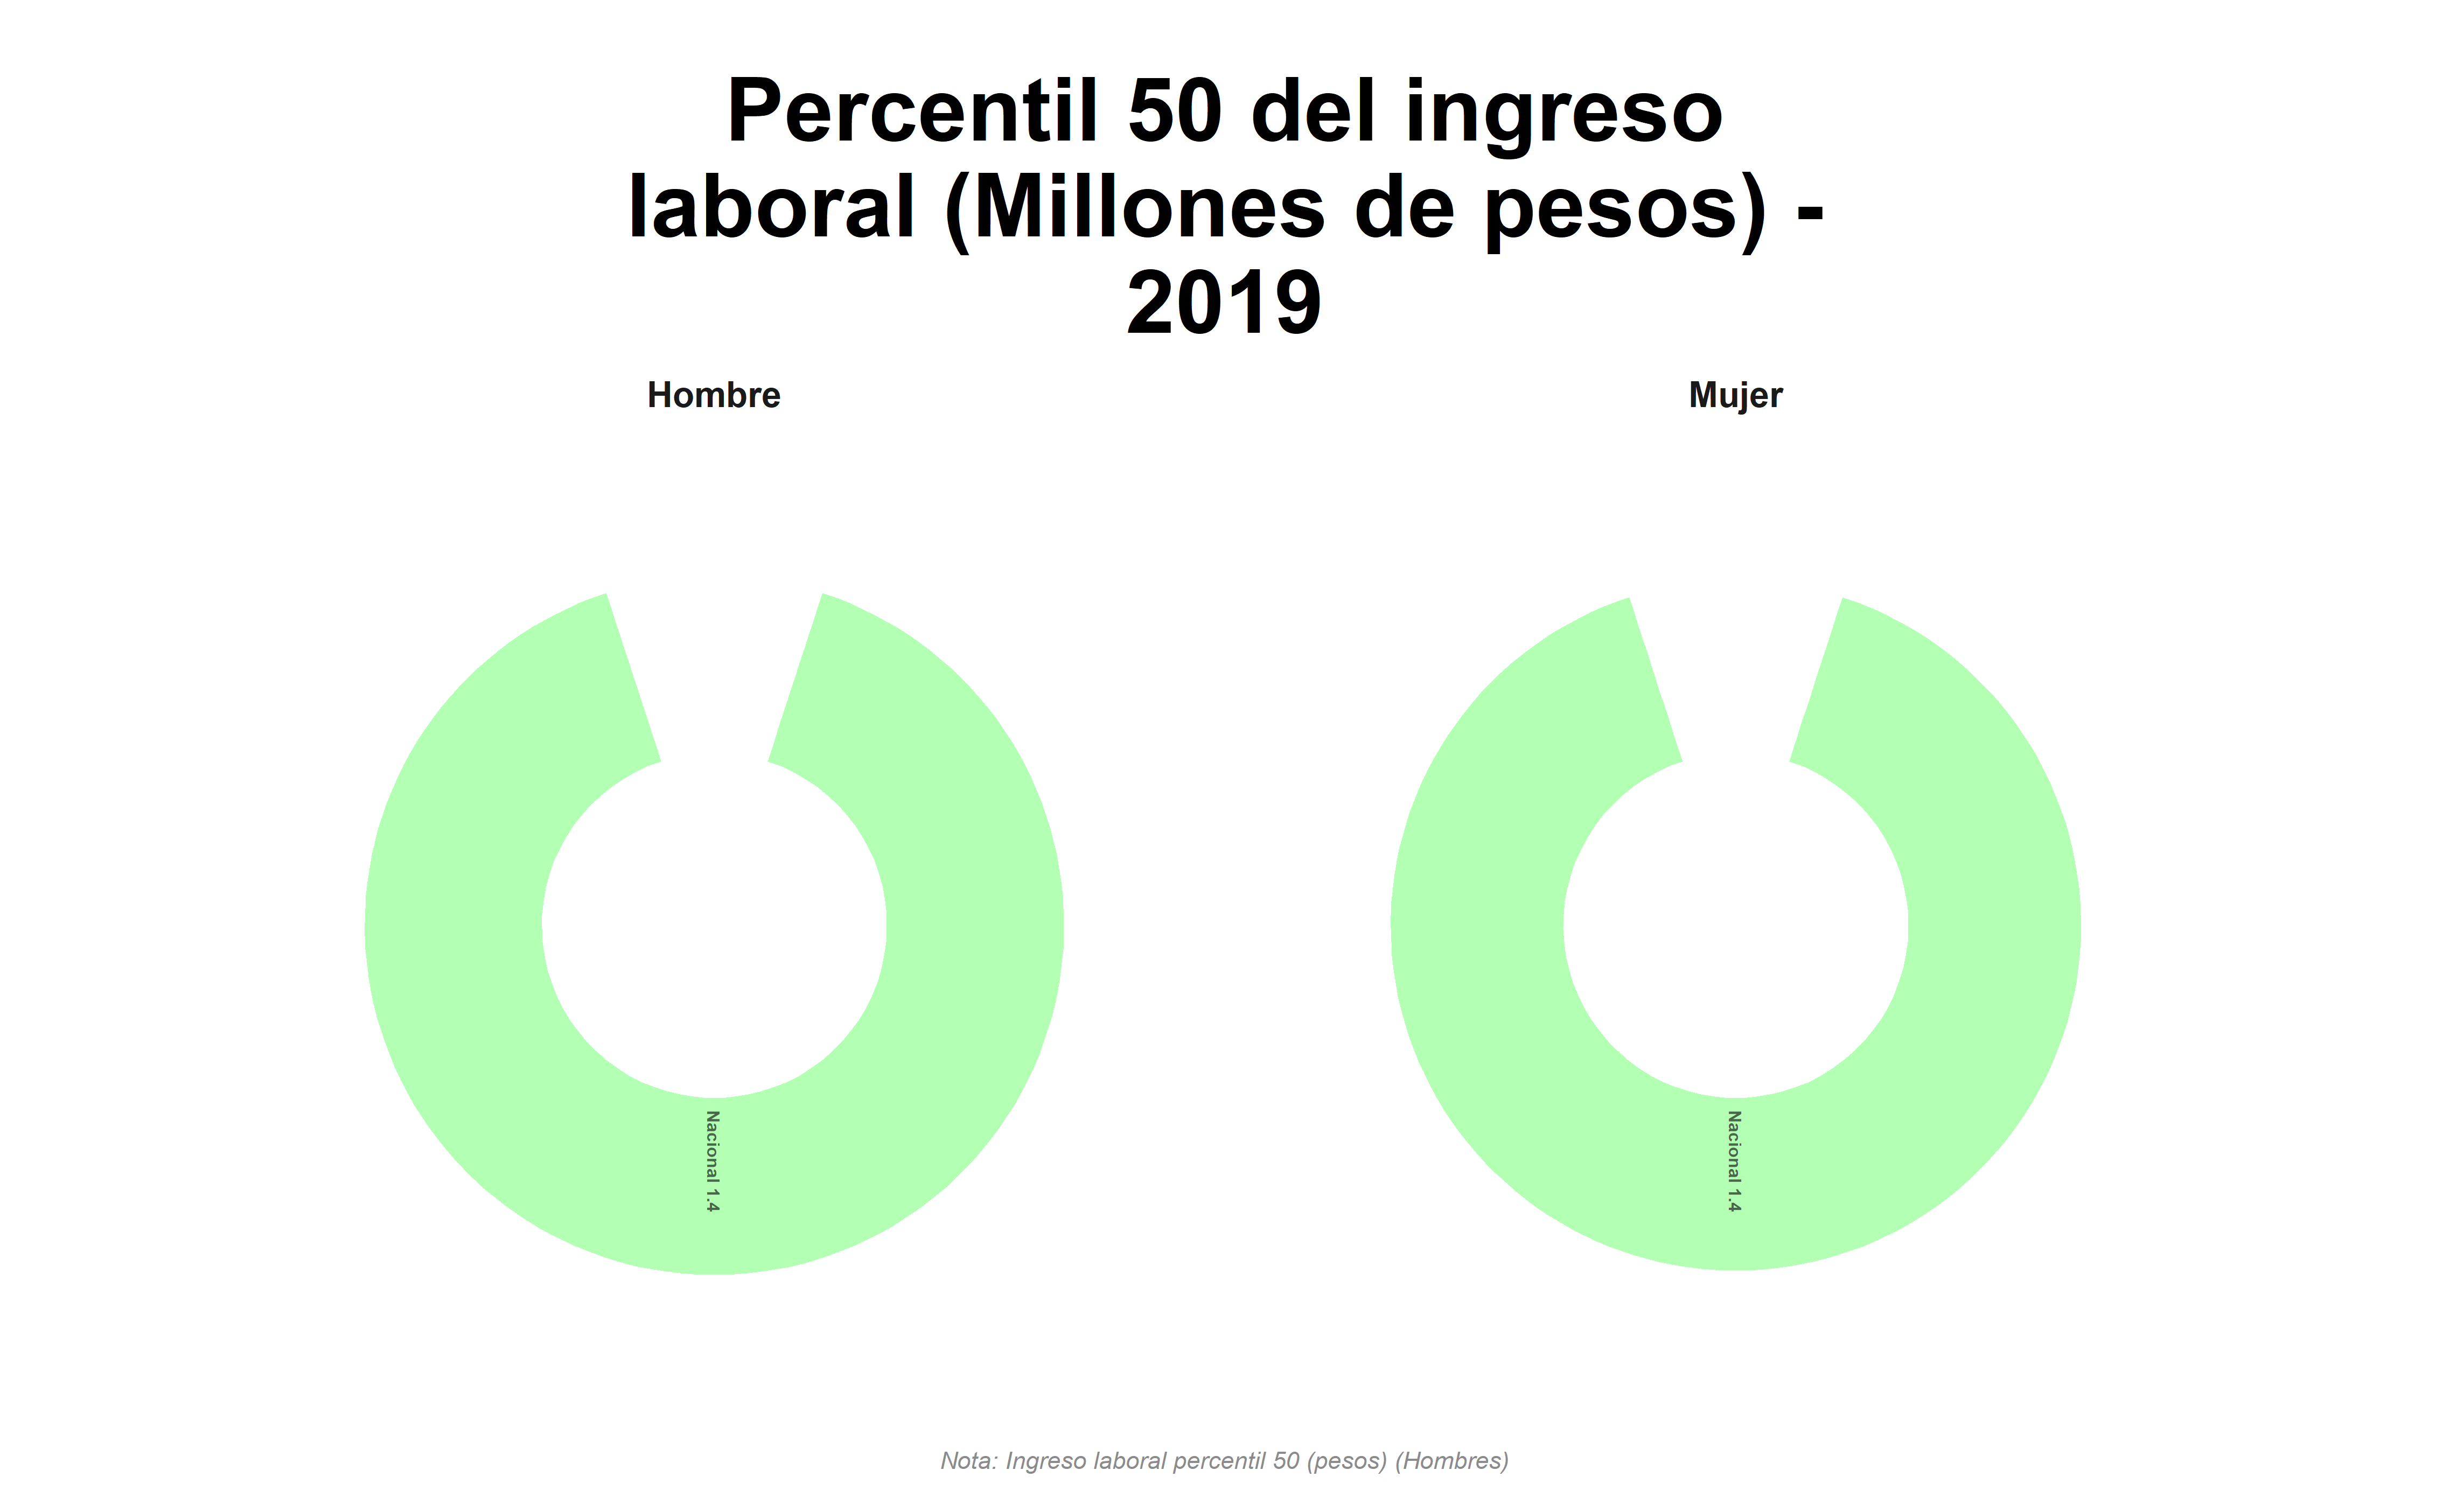 Percentil 50 del ingreso
laboral (Millones de pesos) -
2019
Hombre
Mujer
Nacional 1.4
Nacional 1.4
Nota: Ingreso laboral percentil 50 (pesos) (Hombres)